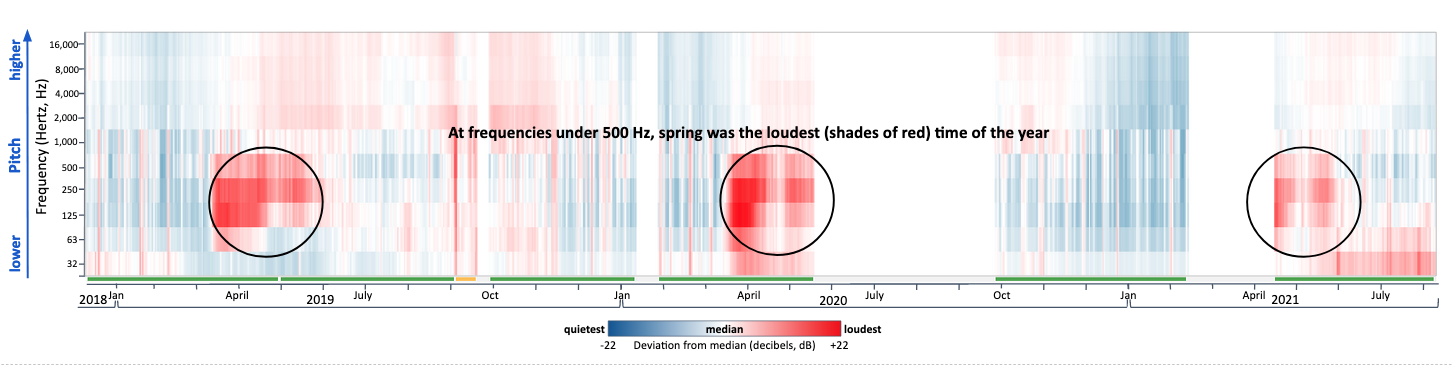 higher
Pitch
lower
Frequency (Hertz, Hz)
16,000
8,000
4,000
2,000
1,000
500
250
125
63
32
At frequencies under 500 Hz, spring was the loudest (shades of red) time of the year
2018 Jan April 2019 July Oct Jan April 2020 July Oct Jan April 2021 July
quietest median loudest
-22 Deviation from median (decibels, dB) +22